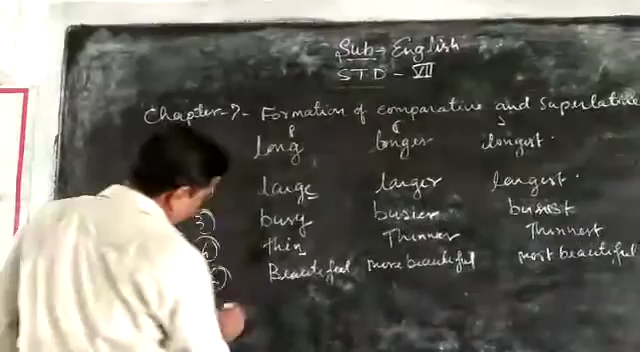 Sub → English
STD - VII
Chapter-7- Formation of comparative and Superlative
P C S
long longer longest.
large larger largest.
3) busy busier busiest
thin Thinner Thinnest
Beautiful more beautiful most beautiful